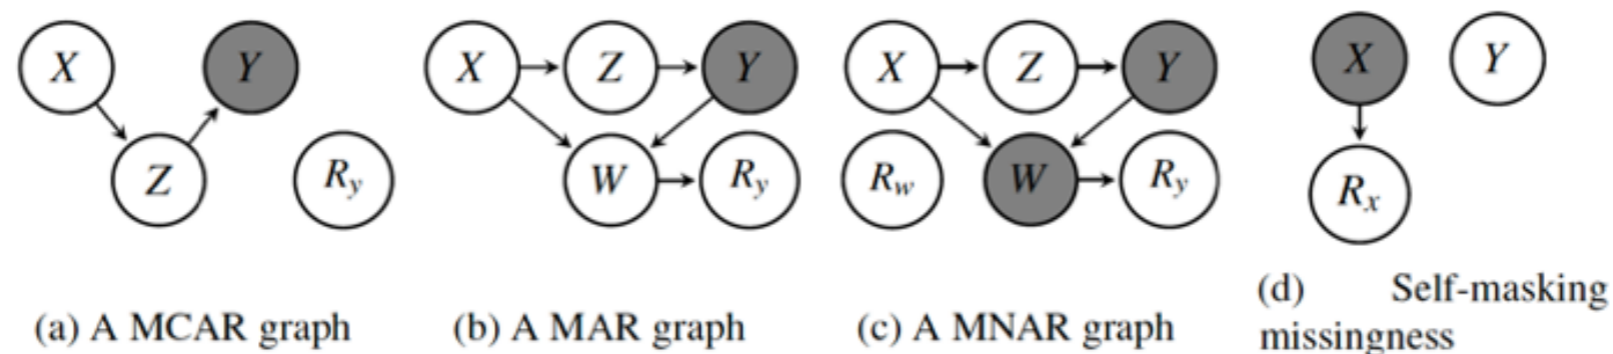 X Y
Z R_y
(a) A MCAR graph
X Z Y
W R_y
(b) A MAR graph
X Z Y
R_w W R_y
(c) A MNAR graph
X Y
R_x
(d) Self-masking
missingness